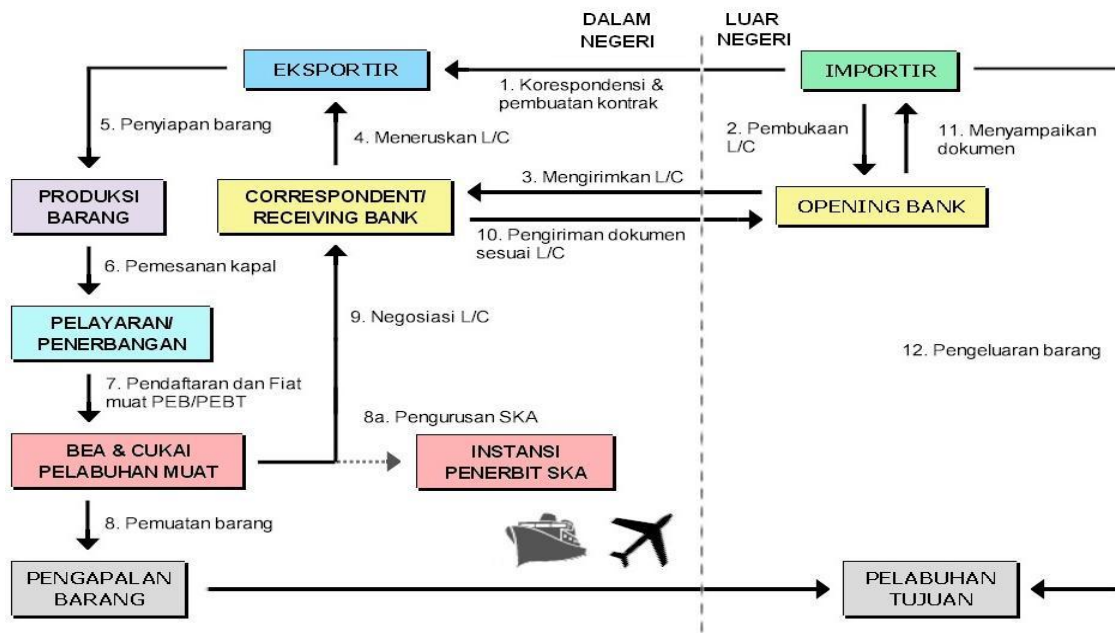 DALAM
NEGERI
LUAR
NEGERI
EKSPORTIR
IMPORTIR
1. Korespondensi &
pembuatan kontrak
5. Penyiapan barang
4. Meneruskan L/C
2. Pembukaan
L/C
11. Menyampaikan
dokumen
3. Mengirimkan L/C
PRODUKSI
BARANG
CORRESPONDENT/
RECEIVING BANK
OPENING BANK
10. Pengiriman dokumen
sesuai L/C
6. Pemesanan kapal
PELAYARAN/
PENERBANGAN
9. Negosiasi L/C
12. Pengeluaran barang
7. Pendaftaran dan Fiat
muat PEB/PEBT
8a. Pengurusan SKA
BEA & CUKAI
PELABUHAN MUAT
INSTANSI
PENERBIT SKA
8. Pemuatan barang
PENGAPALAN
BARANG
PELABUHAN
TUJUAN